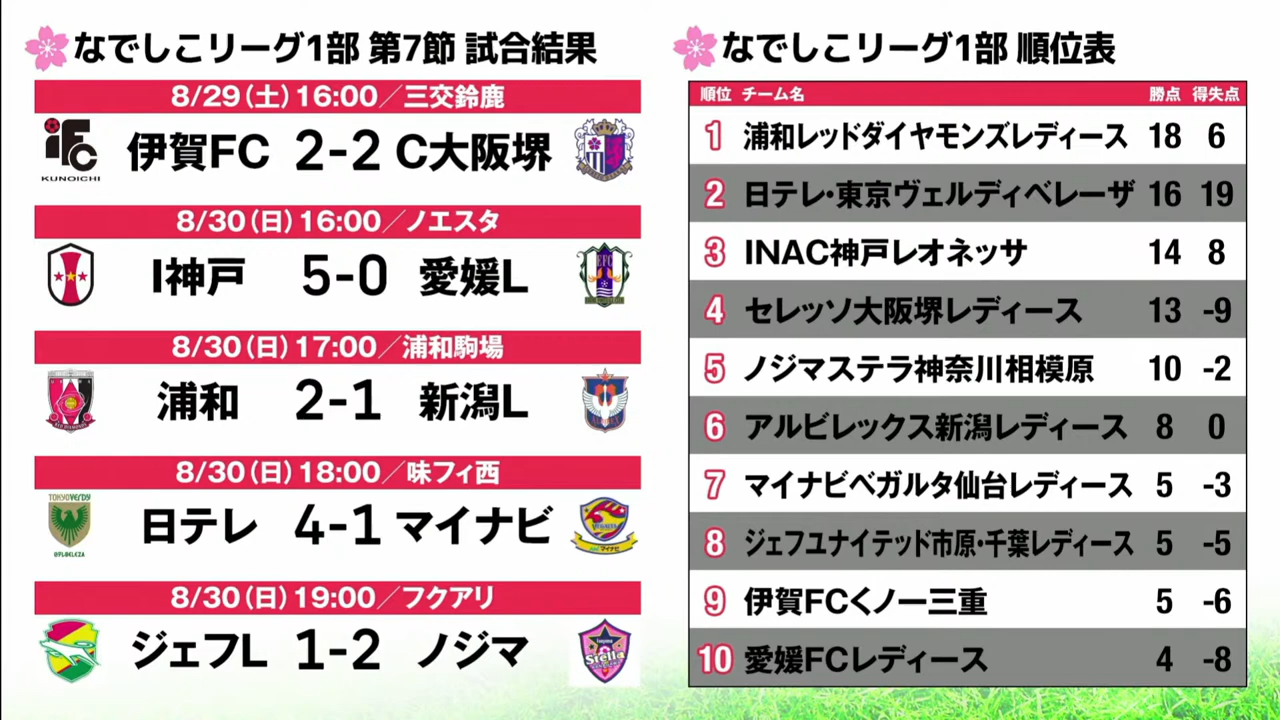 なでしこリーグ1部 第7節 試合結果
8/29(土)16:00/三交鈴鹿
iFC
KUNOICHI
伊賀FC 2-2 C大阪堺
8/30(日)16:00/ノエスタ
I神戸 5-0 愛媛L
EFC
8/30(日)17:00/浦和駒場
浦和 2-1 新潟L
8/30(日)18:00/味フィ西
TOKYO VERDY
日テレ 4-1 マイナビ
8/30(日)19:00/フクアリ
ジェフL 1-2 ノジマ
Stella
なでしこリーグ1部 順位表
順位 チーム名 勝点 得失点
1 浦和レッドダイヤモンズレディース 18 6
2 日テレ・東京ヴェルディベレーザ 16 19
3 INAC神戸レオネッサ 14 8
4 セレッソ大阪堺レディース 13 -9
5 ノジマステラ神奈川相模原 10 -2
6 アルビレックス新潟レディース 8 0
7 マイナビベガルタ仙台レディース 5 -3
8 ジェフユナイテッド市原・千葉レディース 5 -5
9 伊賀FCくノ一三重 5 -6
10 愛媛FCレディース 4 -8